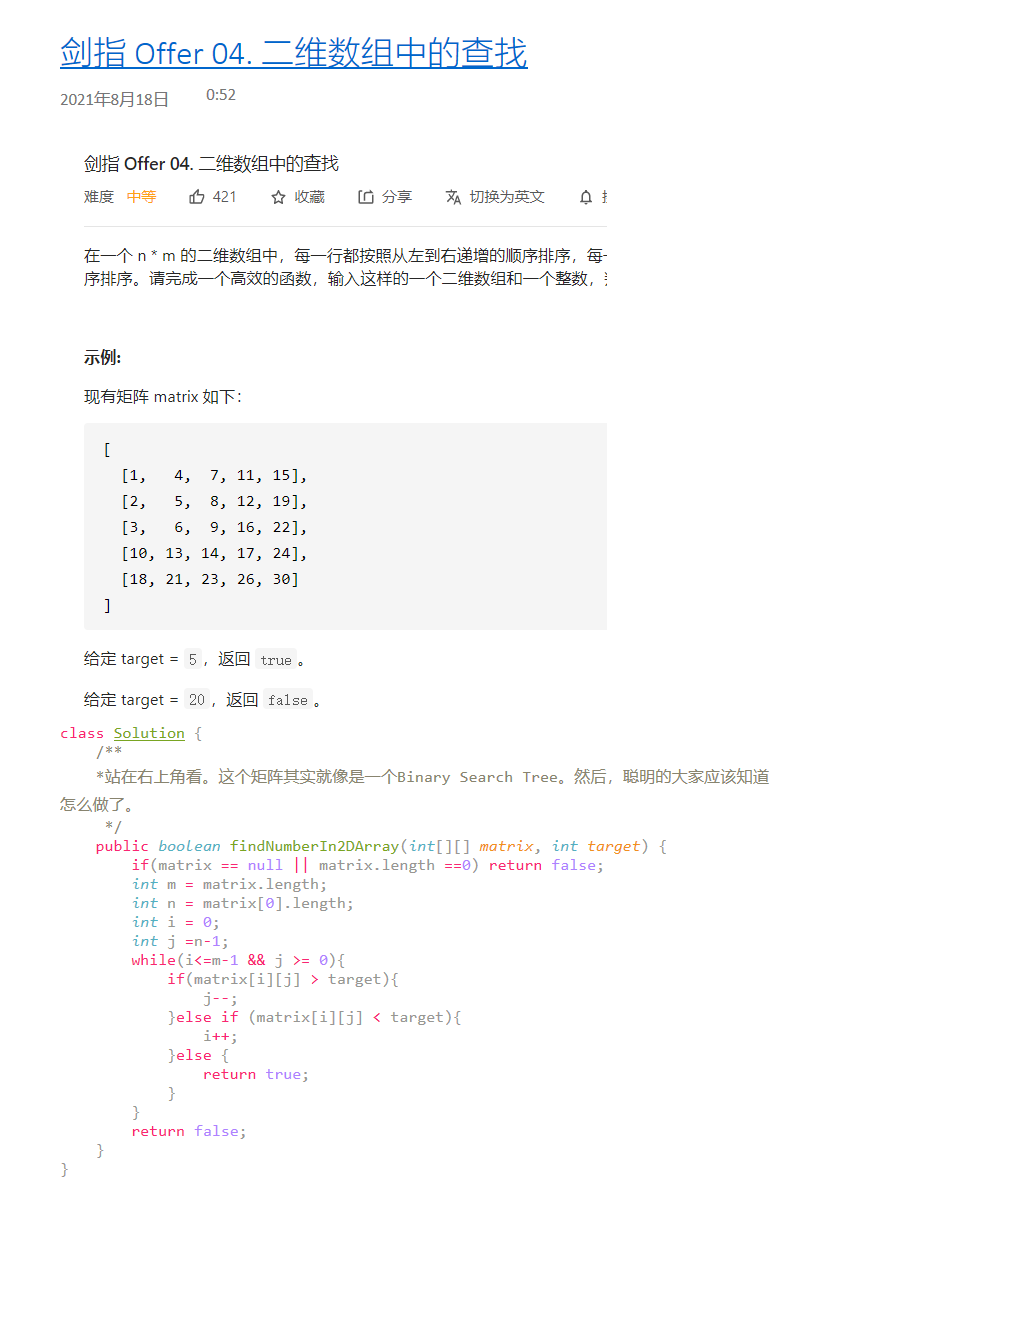 剑指 Offer 04. 二维数组中的查找
2021年8月18日 0:52
剑指 Offer 04. 二维数组中的查找
难度 中等 421 收藏 分享 切换为英文
在一个 n * m 的二维数组中，每一行都按照从左到右递增的顺序排序，每一
序排序。请完成一个高效的函数，输入这样的一个二维数组和一个整数，
示例:
现有矩阵 matrix 如下：
[
  [1,   4,  7, 11, 15],
  [2,   5,  8, 12, 19],
  [3,   6,  9, 16, 22],
  [10, 13, 14, 17, 24],
  [18, 21, 23, 26, 30]
]
给定 target = 5，返回 true。
给定 target = 20，返回 false。
class Solution {
    /**
    *站在右上角看。这个矩阵其实就像是一个Binary Search Tree。然后，聪明的大家应该知道
怎么做了。
     */
    public boolean findNumberIn2DArray(int[][] matrix, int target) {
        if(matrix == null || matrix.length ==0) return false;
        int m = matrix.length;
        int n = matrix[0].length;
        int i = 0;
        int j =n-1;
        while(i<=m-1 && j >= 0){
            if(matrix[i][j] > target){
                j--;
            }else if (matrix[i][j] < target){
                i++;
            }else {
                return true;
            }
        }
        return false;
    }
}